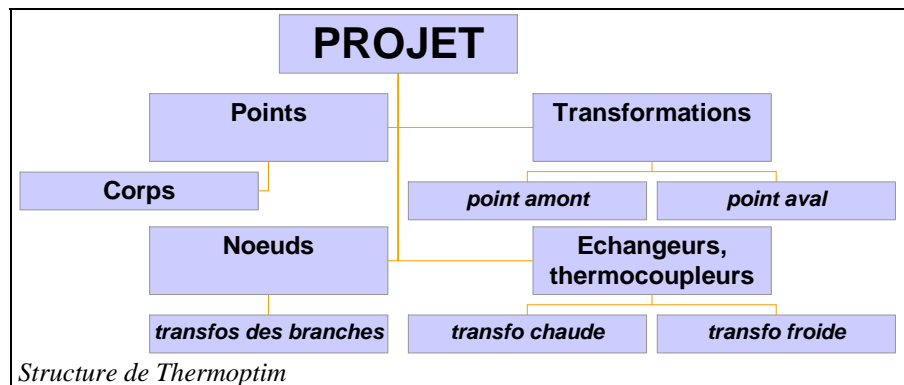 PROJET
Points
Transformations
Corps
point amont
point aval
Noeuds
Echangeurs,
thermocoupleurs
transfos des branches
transfo chaude
transfo froide
Structure de Thermoptim